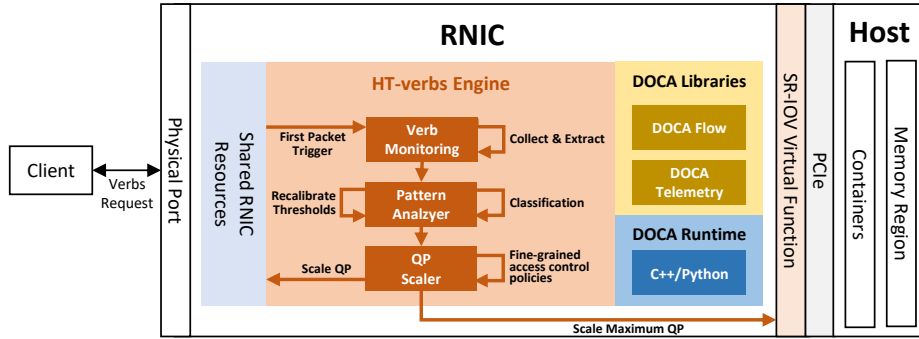 RNIC
Host
Client
Verbs
Request
Physical Port
Shared RNIC
Resources
HT-verbs Engine
First Packet
Trigger
Verb
Monitoring
Collect & Extract
Recalibrate
Thresholds
Pattern
Analzyer
Classification
Scale QP
QP
Scaler
Fine-grained
access control
policies
Scale Maximum QP
DOCA Libraries
DOCA Flow
DOCA
Telemetry
DOCA Runtime
C++/Python
SR-IOV Virtual Function
PCIe
Containers
Memory Region